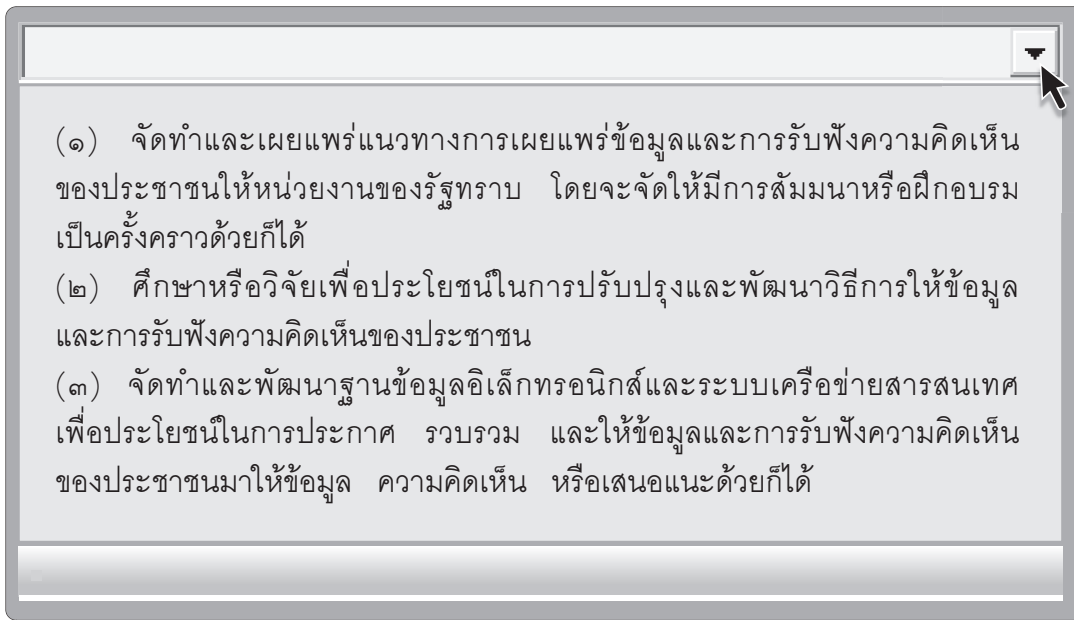 (๑) จัดทำและเผยแพร่แนวทางการเผยแพร่ข้อมูลและการรับฟังความคิดเห็น
ของประชาชนให้หน่วยงานของรัฐทราบ โดยจะจัดให้มีการสัมมนาหรือฝึกอบรม
เป็นครั้งคราวด้วยก็ได้
(๒) ศึกษาหรือวิจัยเพื่อประโยชน์ในการปรับปรุงและพัฒนาวิธีการให้ข้อมูล
และการรับฟังความคิดเห็นของประชาชน
(๓) จัดทำและพัฒนาฐานข้อมูลอิเล็กทรอนิกส์และระบบเครือข่ายสารสนเทศ
เพื่อประโยชน์ในการประกาศ รวบรวม และให้ข้อมูลและการรับฟังความคิดเห็น
ของประชาชนมาให้ข้อมูล ความคิดเห็น หรือเสนอแนะด้วยก็ได้